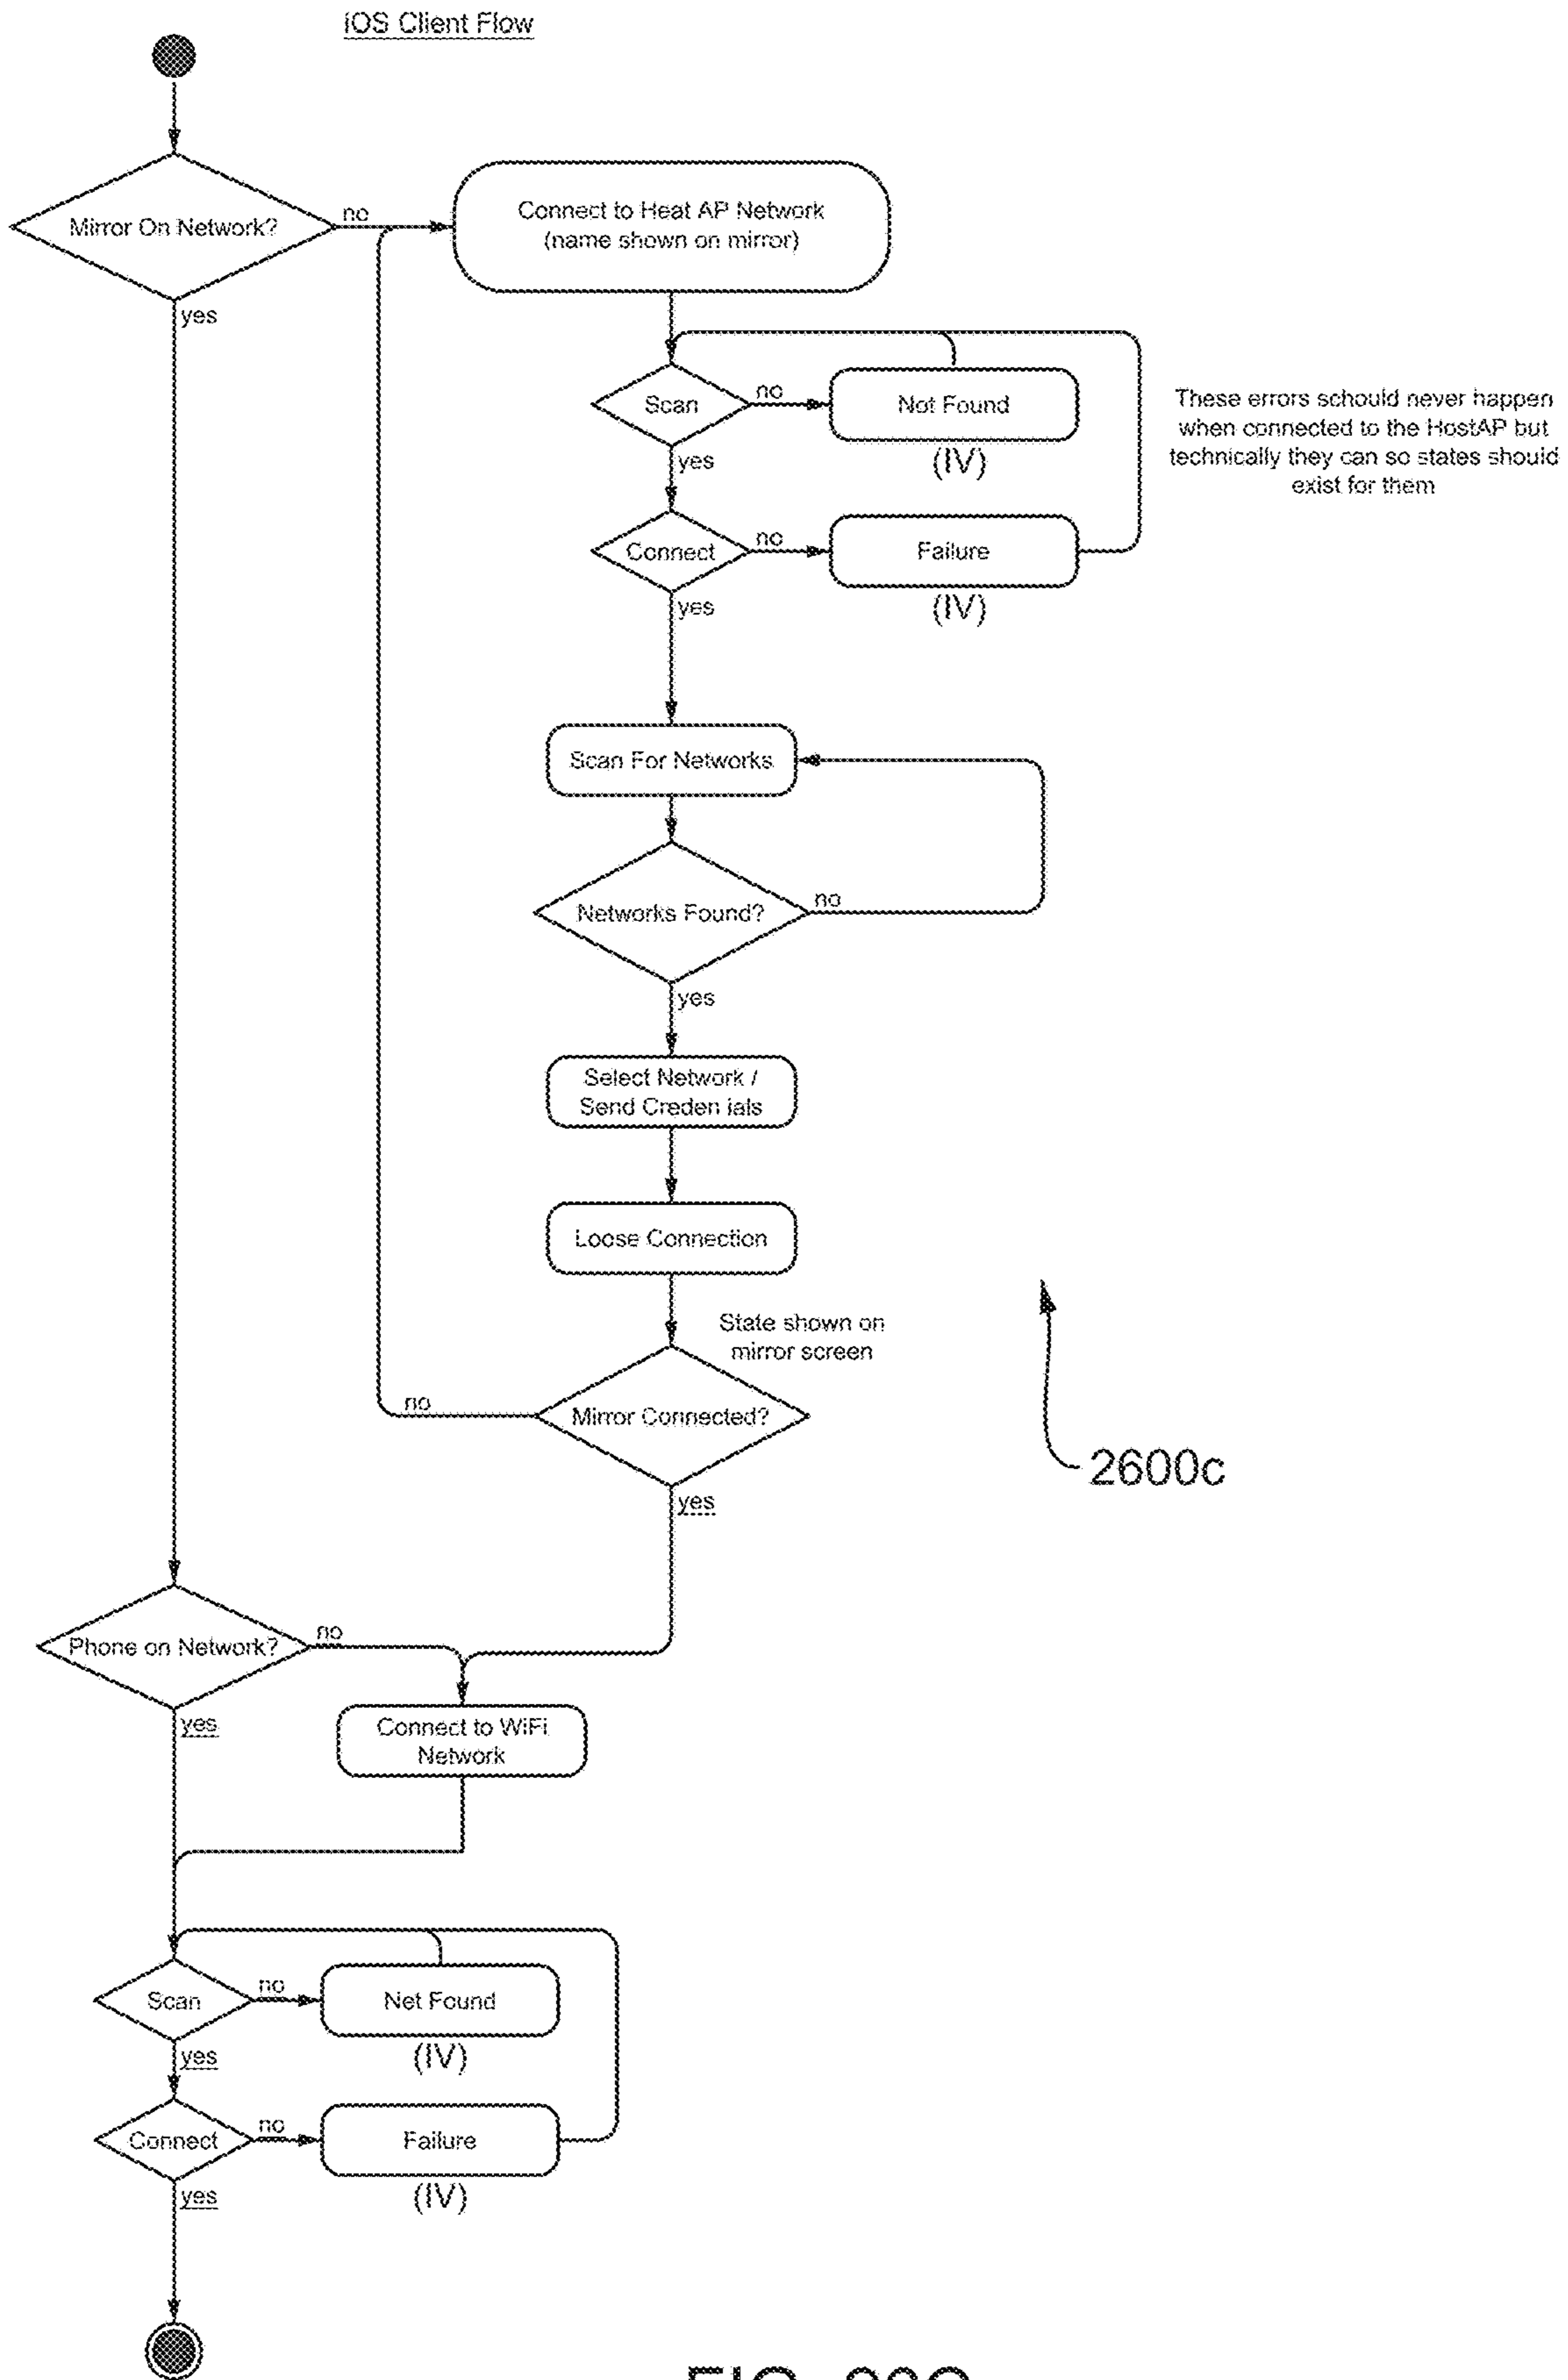 iOS Client Flow
Mirror On Network?
no
yes
Connect to Heat AP Network
(name shown on mirror)
Scan
no
Not Found
(IV)
yes
Connect
no
Failure
(IV)
yes
These errors schould never happen
when connected to the HostAP but
technically they can so states should
exist for them
Scan For Networks
Networks Found?
no
yes
Select Network /
Send Creden ials
Loose Connection
State shown on
mirror screen
Mirror Connected?
no
yes
2600c
Phone on Network?
no
yes
Connect to WiFi
Network
Scan
no
Net Found
(IV)
yes
Connect
no
Failure
(IV)
yes